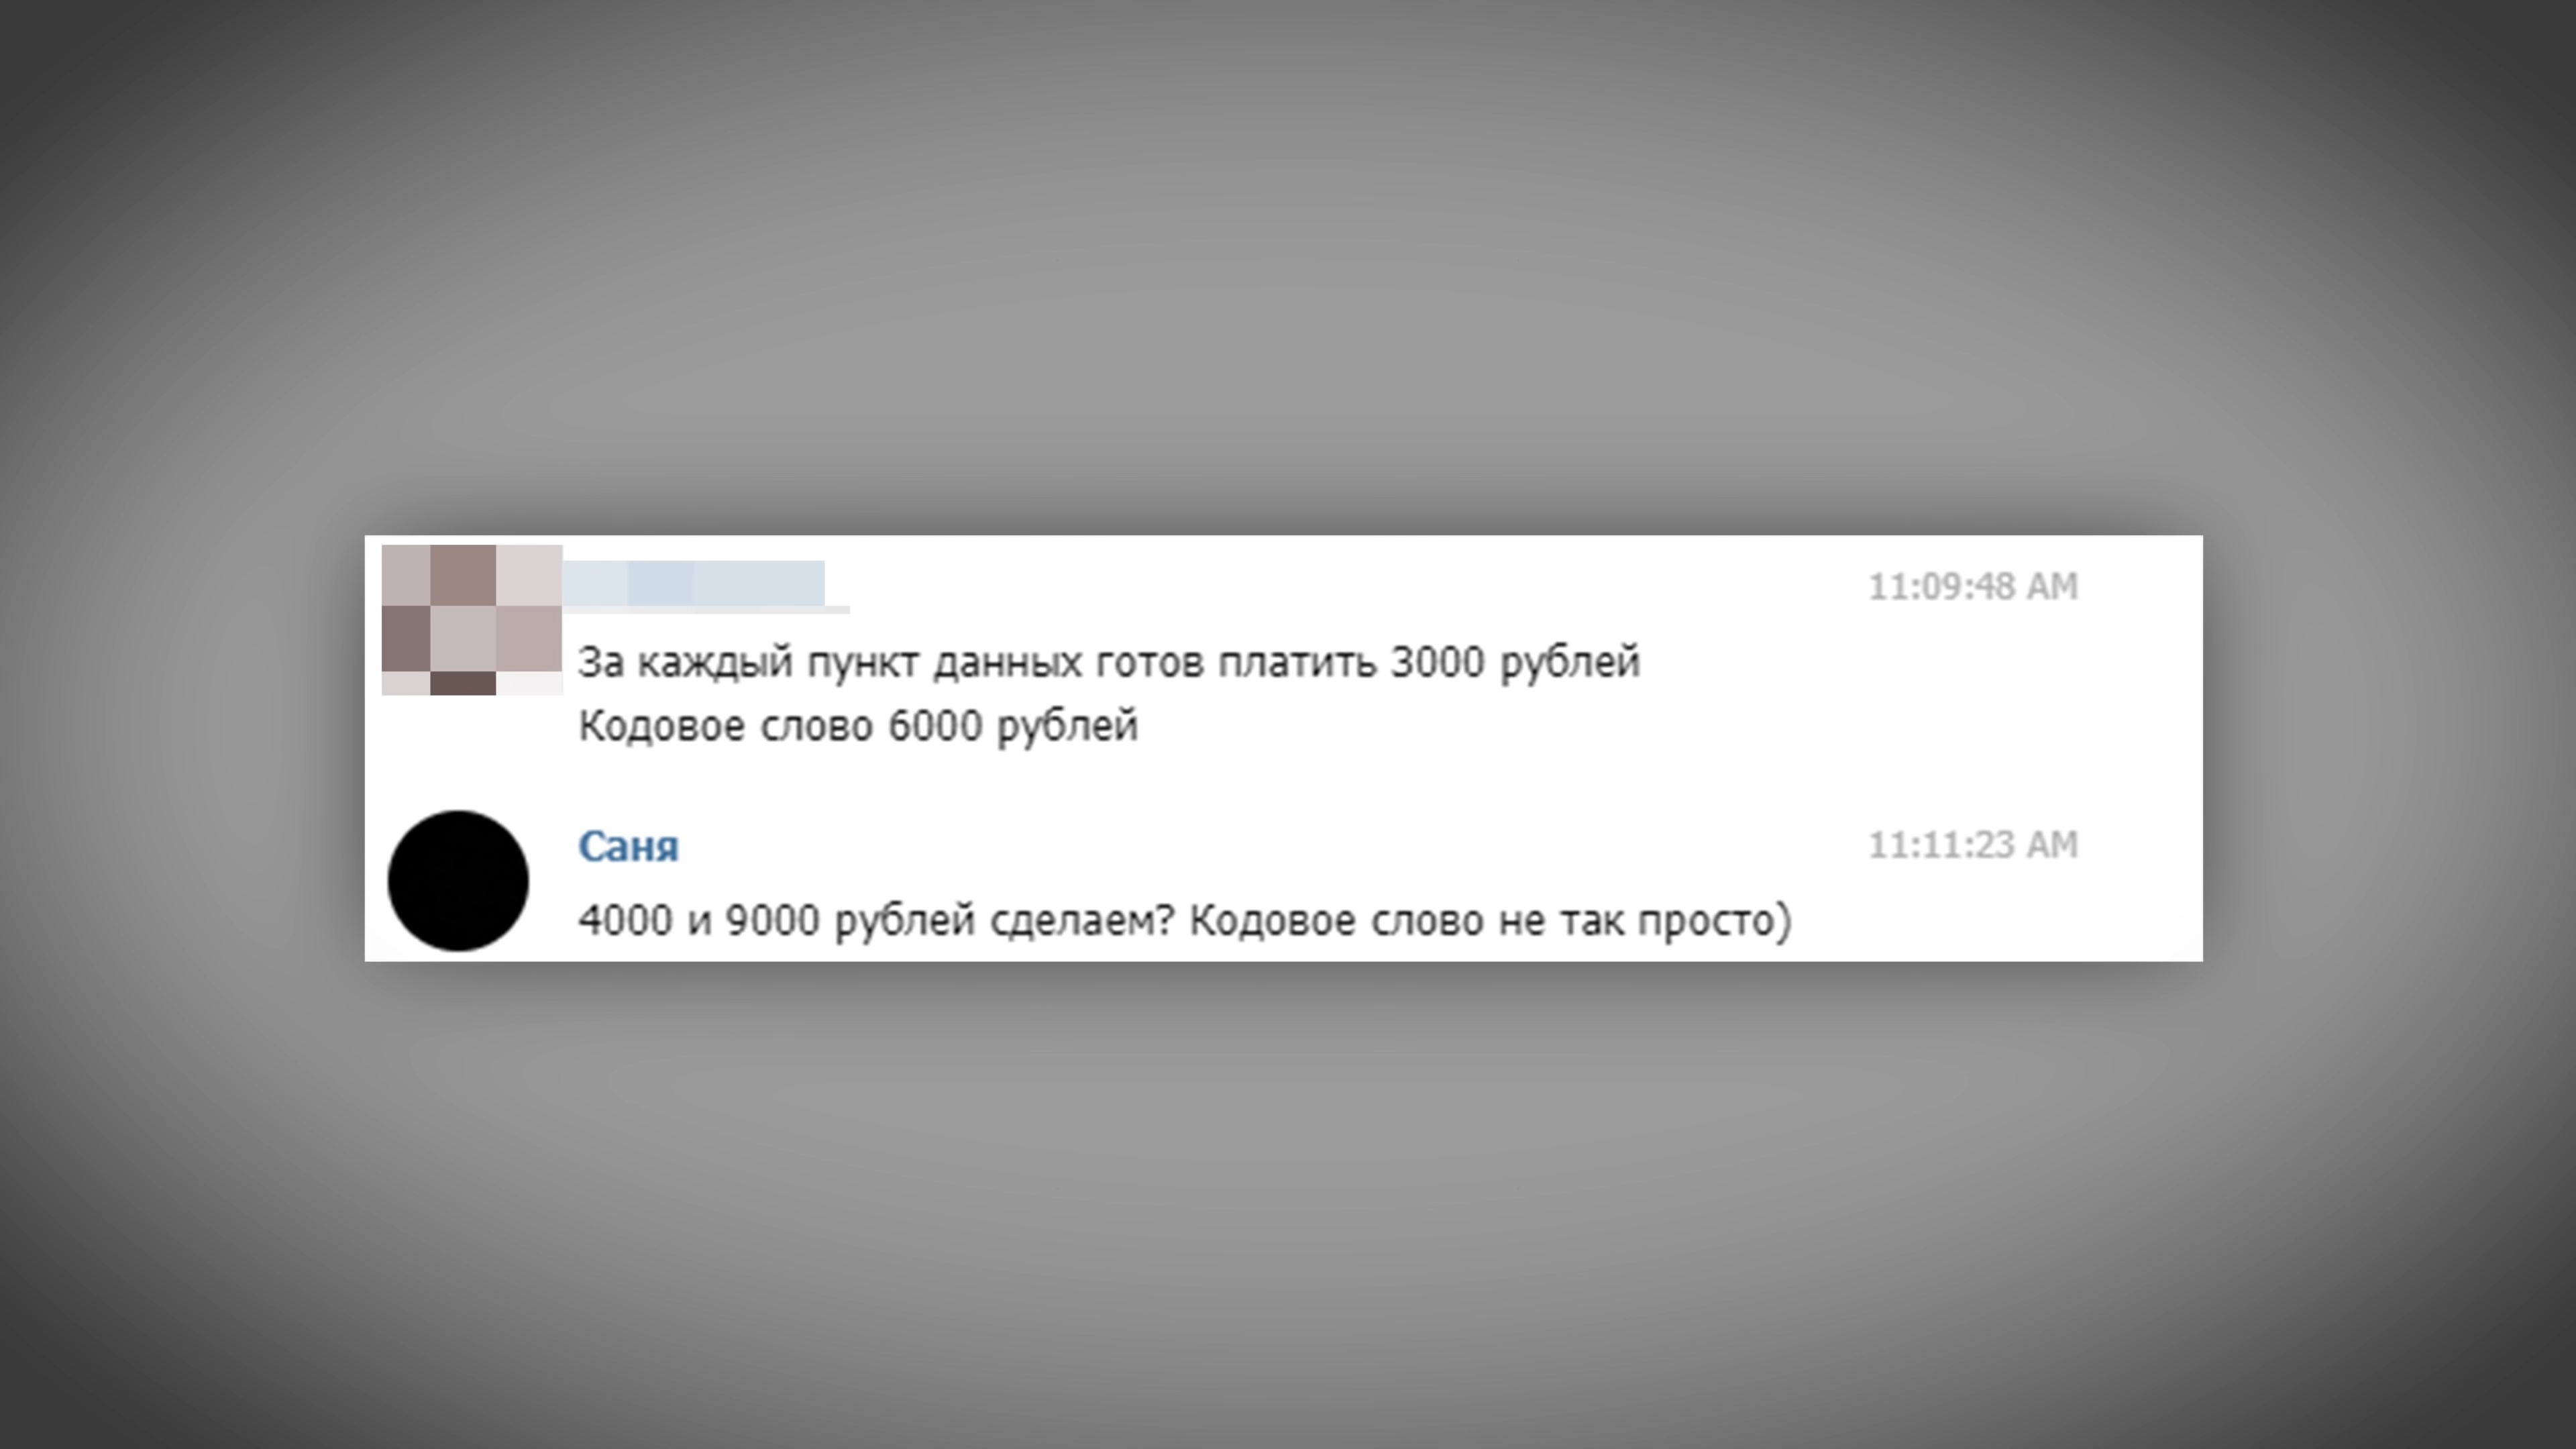 11:09:48 AM
За каждый пункт данных готов платить 3000 рублей
Кодовое слово 6000 рублей
Саня 11:11:23 AM
4000 и 9000 рублей сделаем? Кодовое слово не так просто)